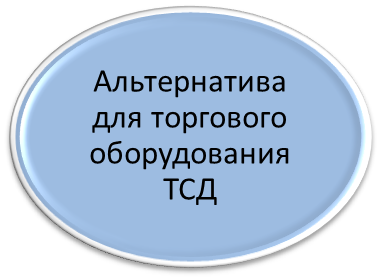 Альтернатива
для торгового
оборудования
ТСД